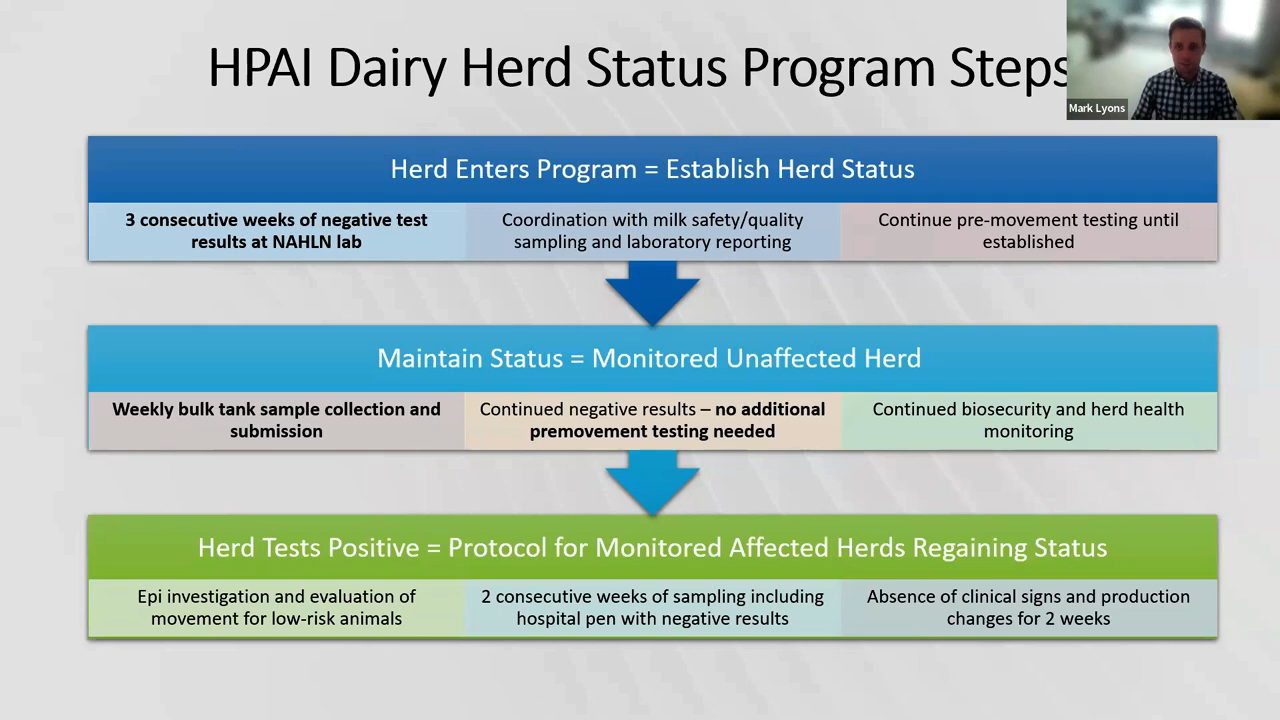 HPAI Dairy Herd Status Program Steps
Mark Lyons
Herd Enters Program = Establish Herd Status
3 consecutive weeks of negative test
results at NAHLN lab
Coordination with milk safety/quality
sampling and laboratory reporting
Continue pre-movement testing until
established
Maintain Status = Monitored Unaffected Herd
Weekly bulk tank sample collection and
submission
Continued negative results – no additional
premovement testing needed
Continued biosecurity and herd health
monitoring
Herd Tests Positive = Protocol for Monitored Affected Herds Regaining Status
Epi investigation and evaluation of
movement for low-risk animals
2 consecutive weeks of sampling including
hospital pen with negative results
Absence of clinical signs and production
changes for 2 weeks